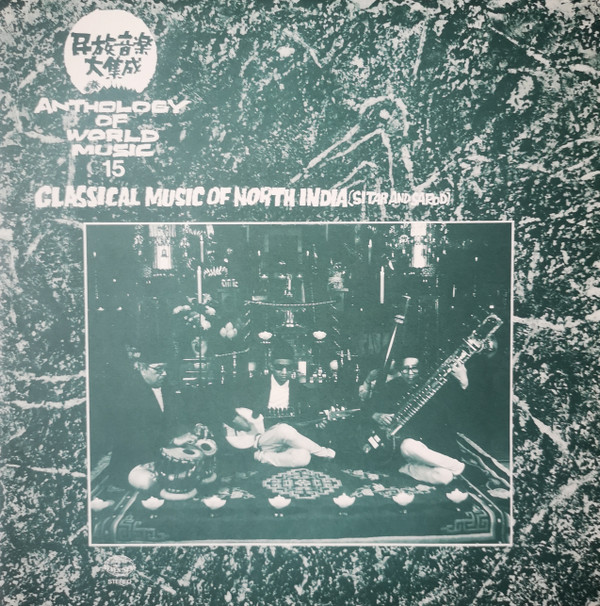 民族音楽
大集成
ANTHOLOGY
OF
WORLD
MUSIC
15
CLASSICAL MUSIC OF NORTH INDIA (SITAR AND SAROD)
STEREO